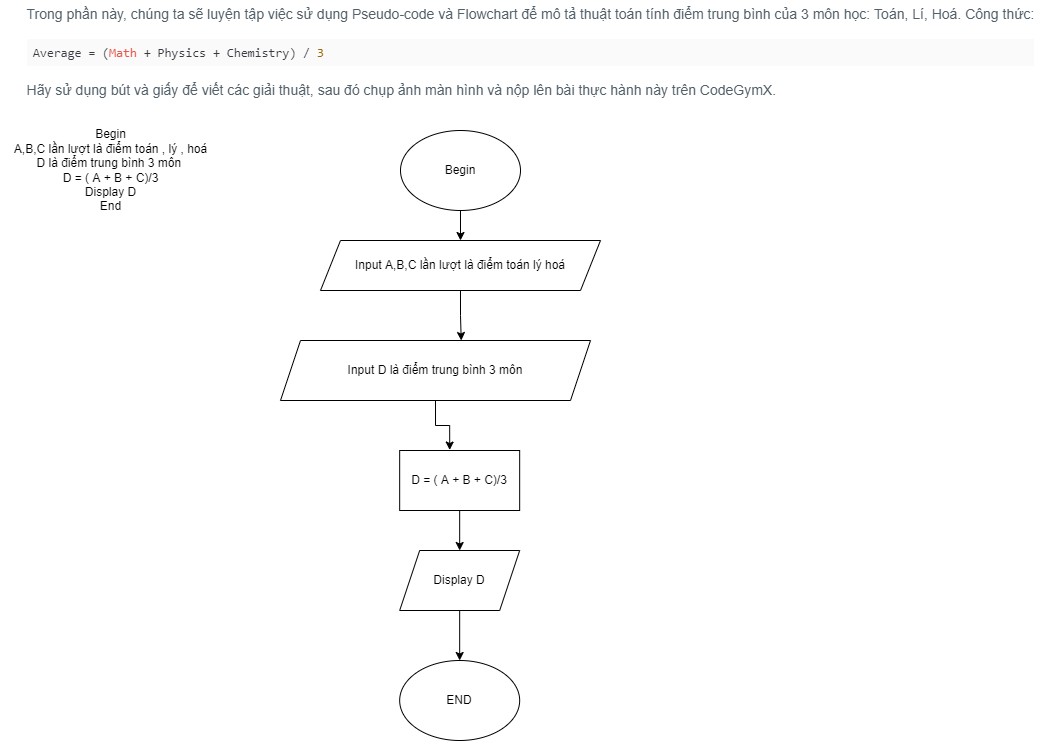 Trong phần này, chúng ta sẽ luyện tập việc sử dụng Pseudo-code và Flowchart để mô tả thuật toán tính điểm trung bình của 3 môn học: Toán, Lí, Hoá. Công thức:
Average = (Math + Physics + Chemistry) / 3
Hãy sử dụng bút và giấy để viết các giải thuật, sau đó chụp ảnh màn hình và nộp lên bài thực hành này trên CodeGymX.
Begin
A,B,C lần lượt là điểm toán , lý , hoá
D là điểm trung bình 3 môn
D = ( A + B + C)/3
Display D
End
Begin
Input A,B,C lần lượt là điểm toán lý hoá
Input D là điểm trung bình 3 môn
D = ( A + B + C)/3
Display D
END